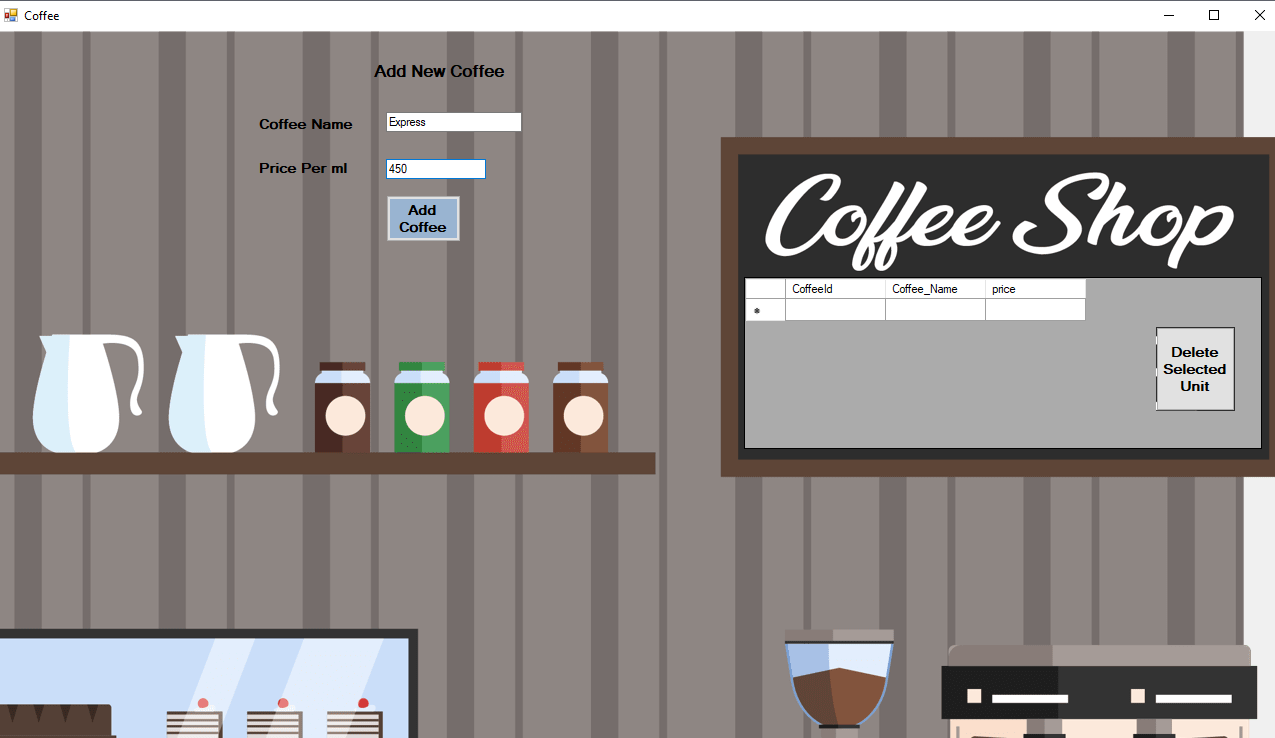 Coffee
Add New Coffee
Coffee Name
Express
Price Per ml
450
Add
Coffee
Coffee Shop
CoffeeId Coffee_Name price
Delete
Selected
Unit